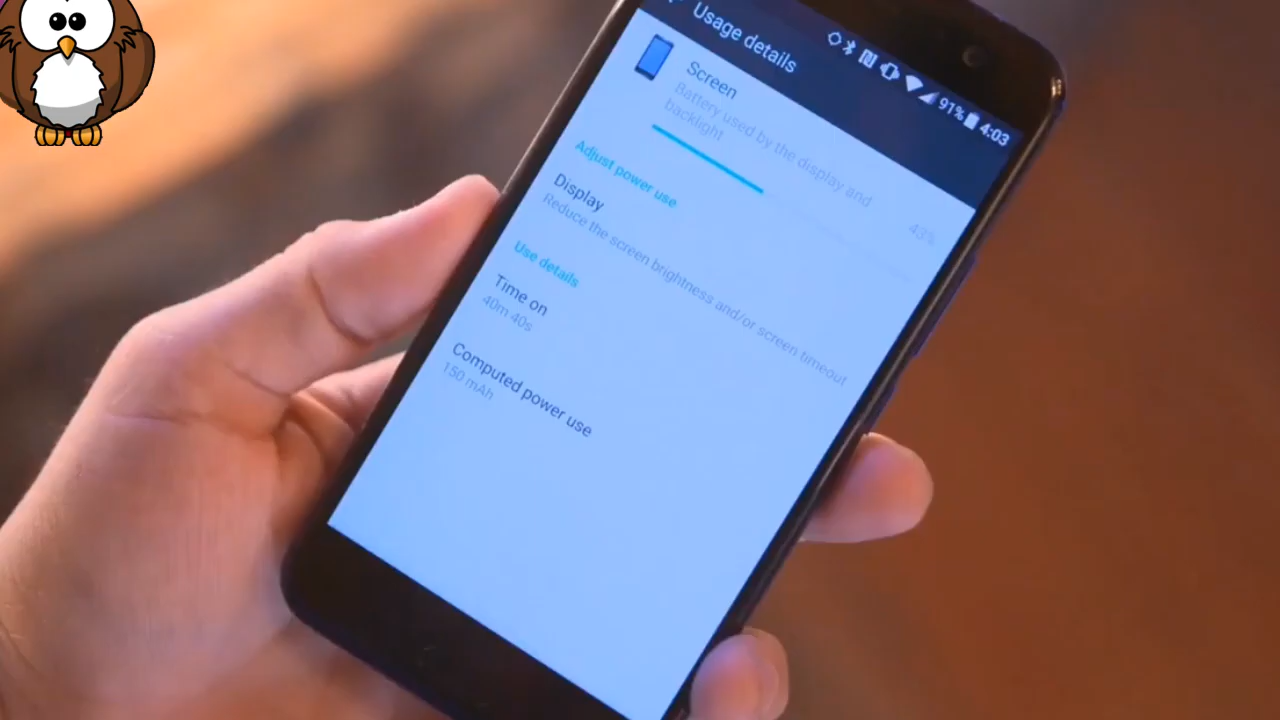 Usage details
91% 4:03
Screen
Battery used by the display and
backlight
43%
Adjust power use
Display
Reduce the screen brightness and/or screen timeout
Use details
Time on
40m 40s
Computed power use
150 mAh